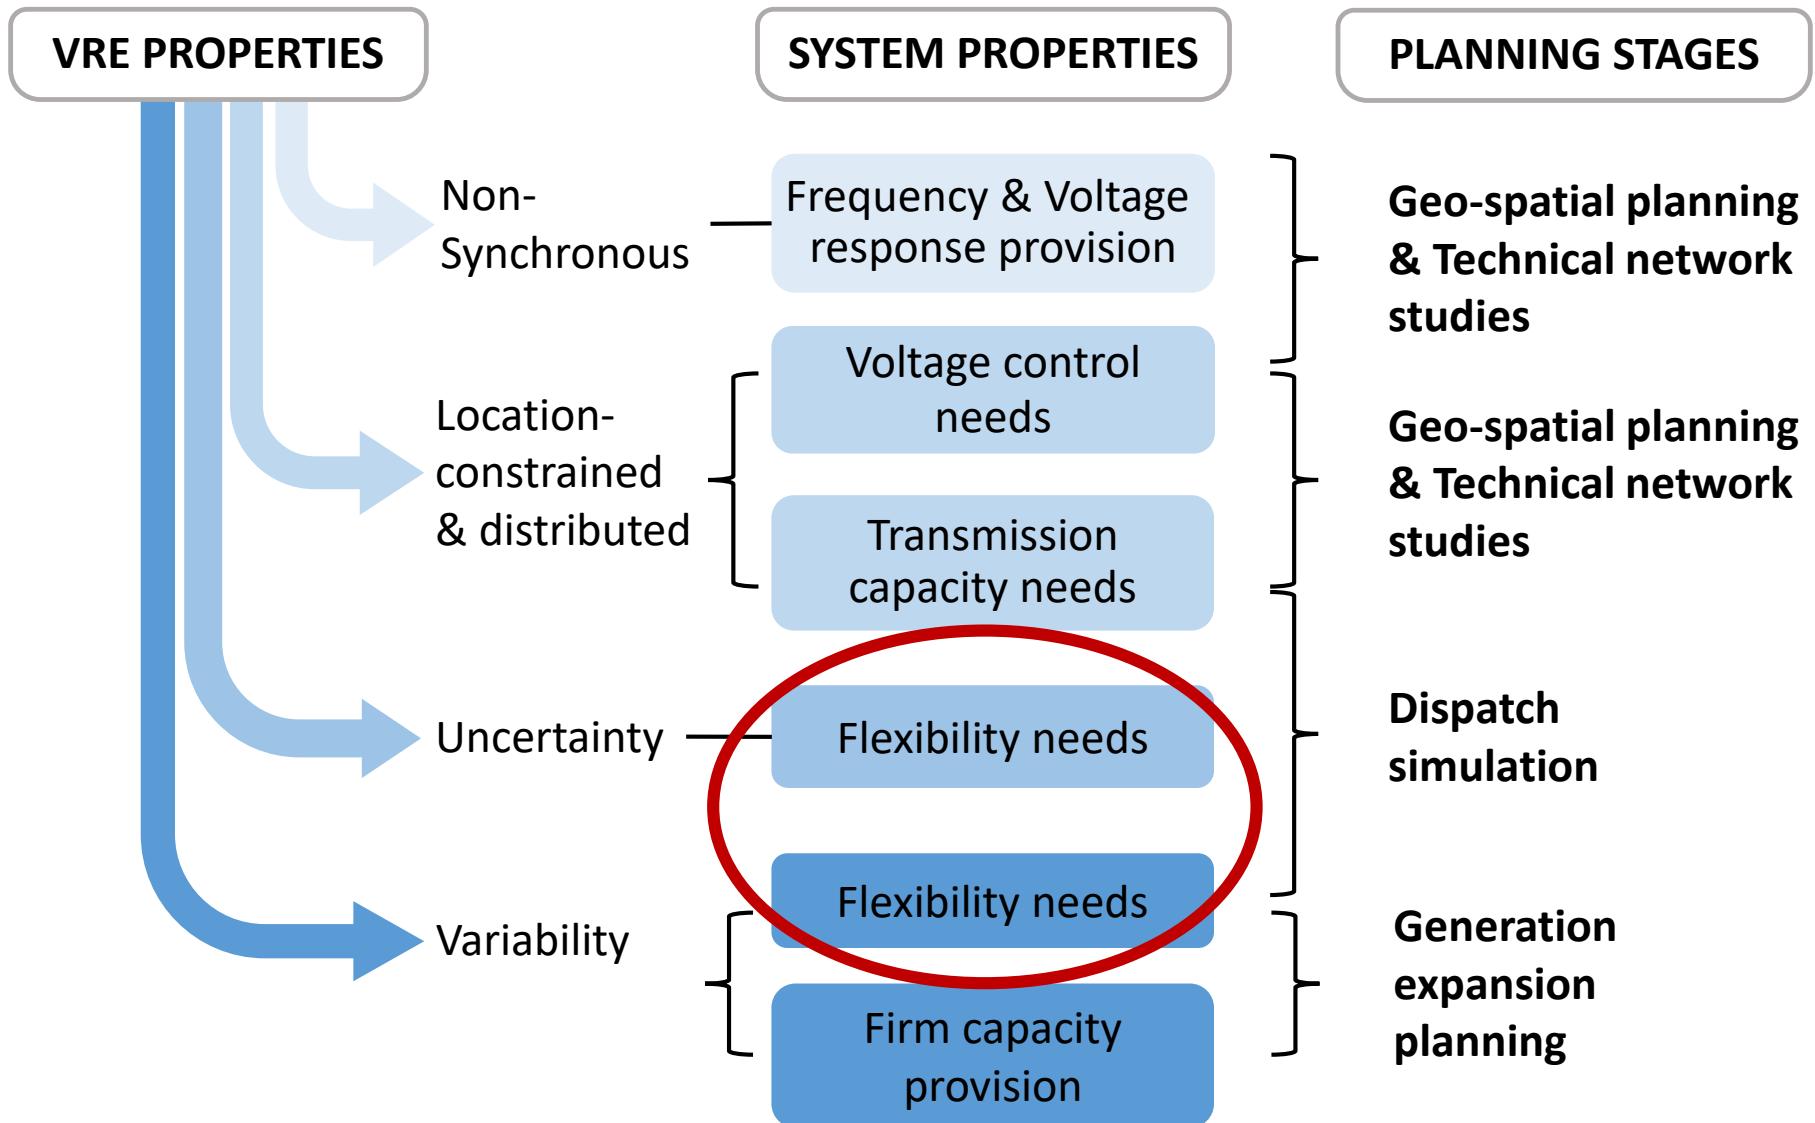 VRE PROPERTIES
SYSTEM PROPERTIES
PLANNING STAGES
Non-
Synchronous
Frequency & Voltage
response provision
Geo-spatial planning
& Technical network
studies
Location-
constrained
& distributed
Voltage control
needs
Transmission
capacity needs
Geo-spatial planning
& Technical network
studies
Uncertainty
Flexibility needs
Dispatch
simulation
Variability
Flexibility needs
Firm capacity
provision
Generation
expansion
planning